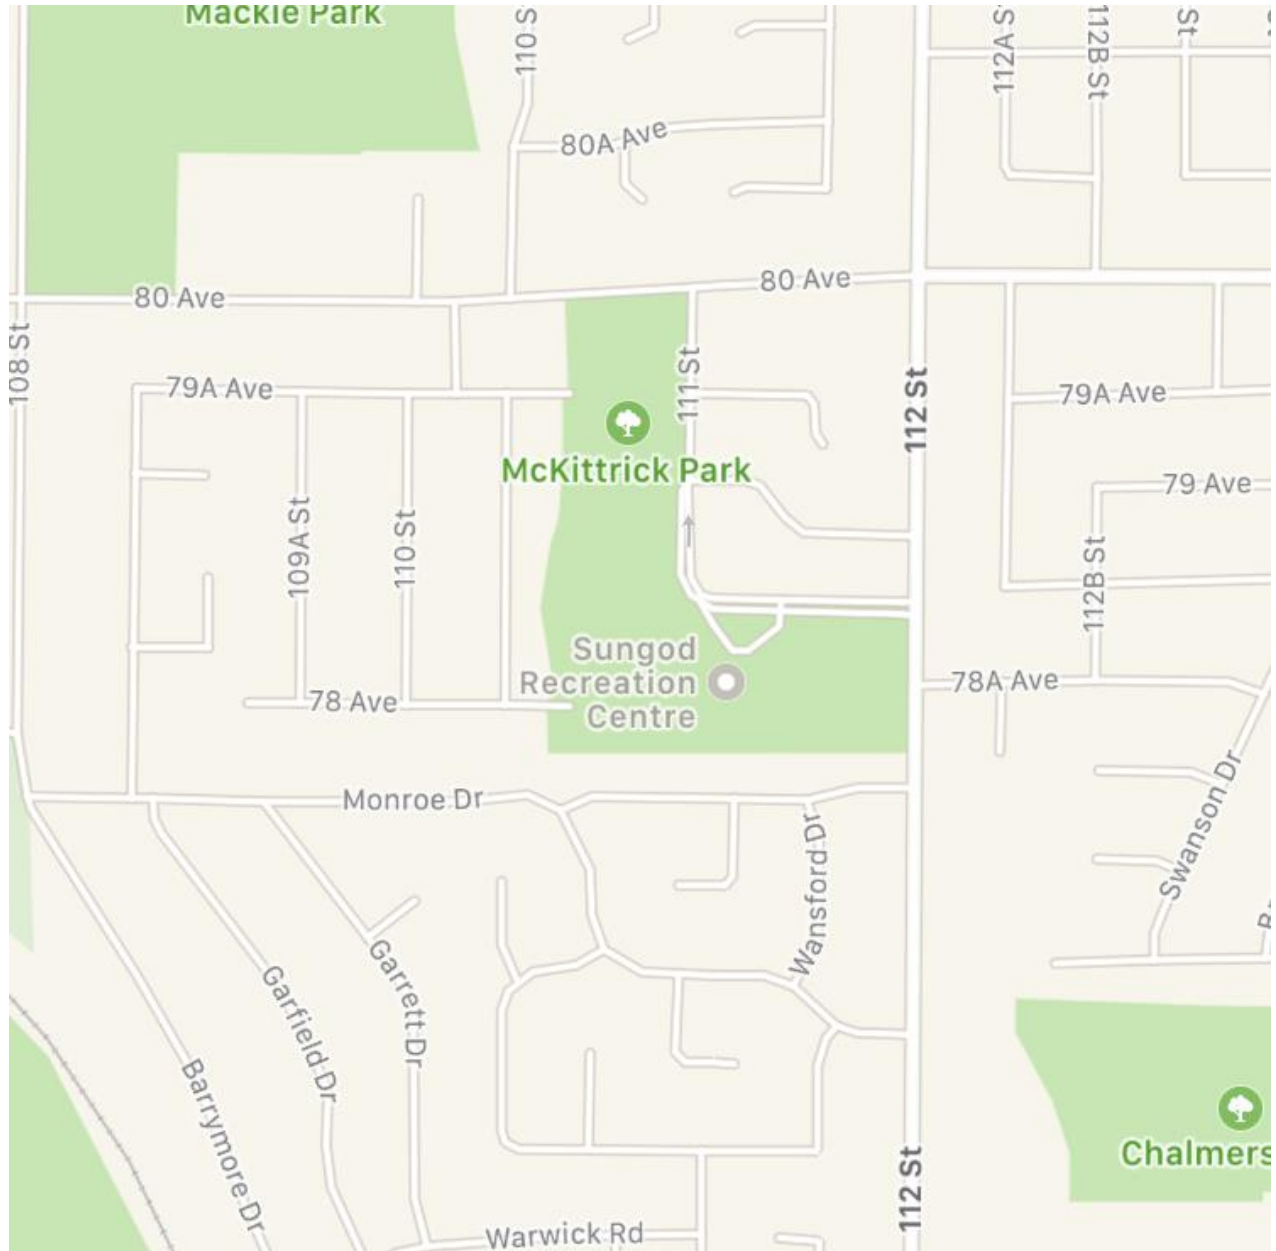 Mackie Park
110 S
112A S
112B St
St
80A Ave
80 Ave
80 Ave
108 St
79A Ave
111 St
112 St
79A Ave
McKittrick Park
79 Ave
109A St
110 St
112B St
Sungod
Recreation
Centre
78 Ave
78A Ave
Monroe Dr
Swanson Dr
Wansford Dr
Garrett Dr
Garfield Dr
Barrymore Dr
Chalmers
112 St
Warwick Rd